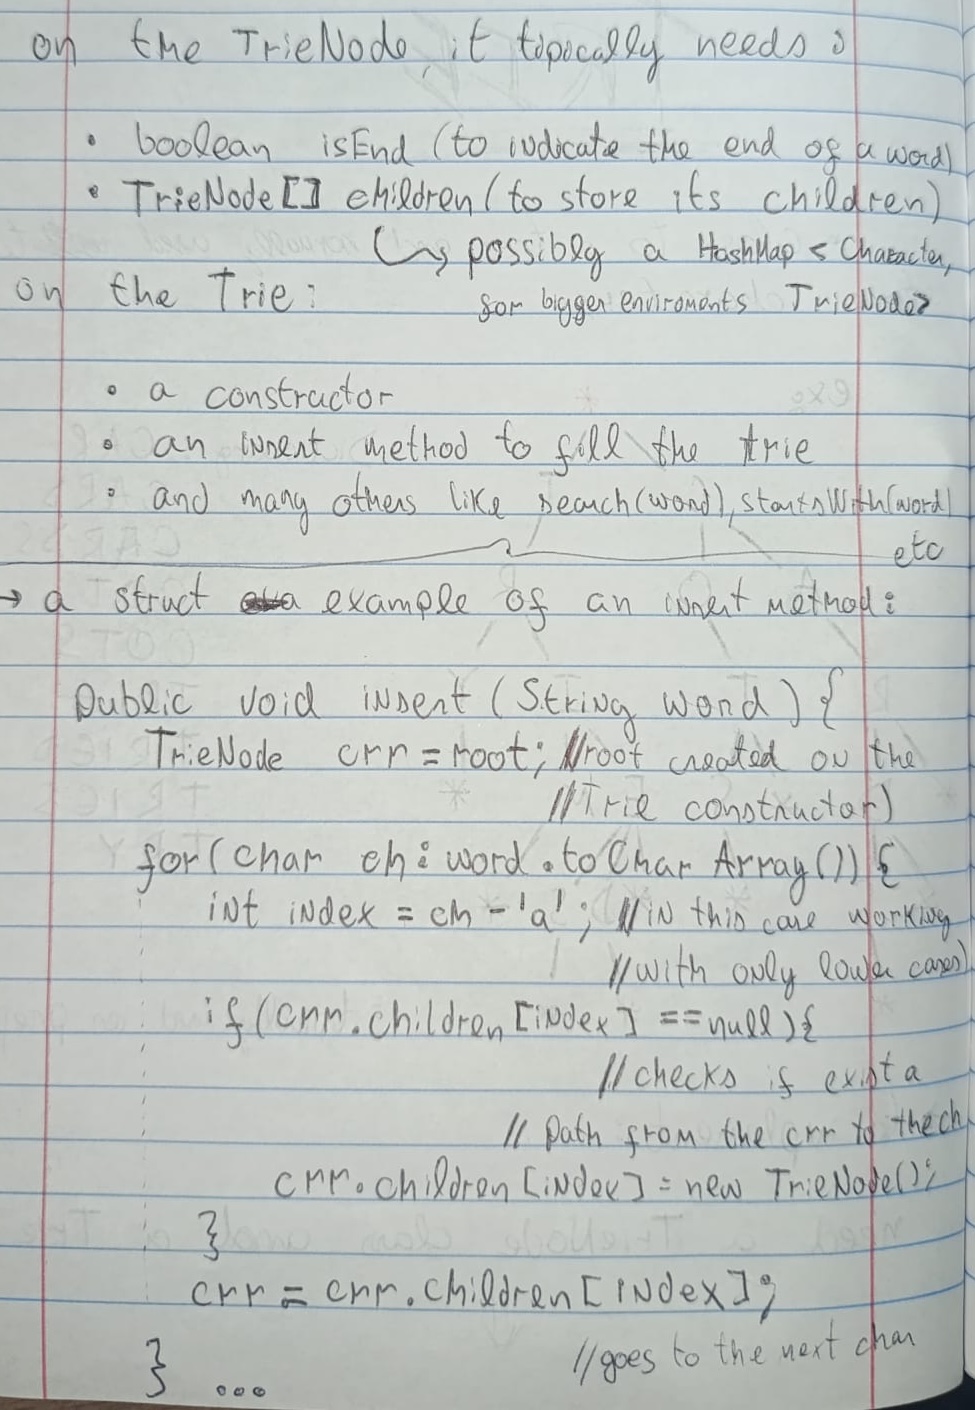 on the TrieNode, it topically needs:
• boolean isEnd (to indicate the end of a word)
• TrieNode[] children (to store its children)
↳ possibly a HashMap < Character,
on the Trie: for bigger enviroments TrieNode>
• a constructor
• an insert method to fill the trie
• and many others like search(word), startsWith(word)
etc
→ a struct example of an insert method:
Public void insert (String word) {
TrieNode crr = root; //root created on the
//Trie constructor)
for(char ch: word.toCharArray()) {
int index = ch - 'a'; //in this case working
//with only lower cases)
if(crr.children [index] == null){
//checks if exist a
// path from the crr to the ch
crr.children [index] = new TrieNode();
}
crr = crr.children [index];
//goes to the next char
} ...